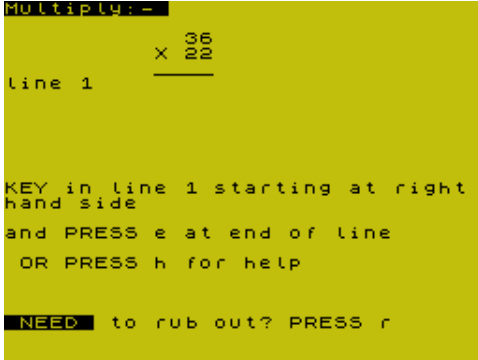 Multiply:-
36
x 22
line 1
KEY in line 1 starting at right
hand side
and PRESS e at end of line
OR PRESS h for help
NEED to rub out? PRESS r